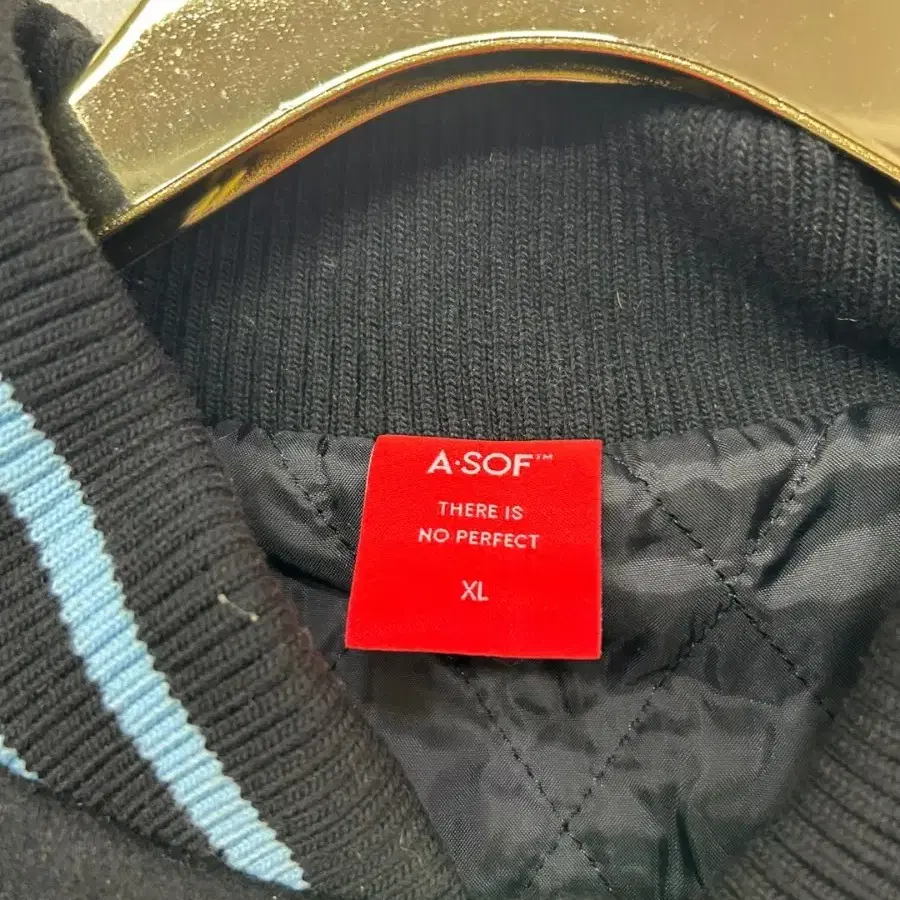 A·SOF™
THERE IS
NO PERFECT
XL